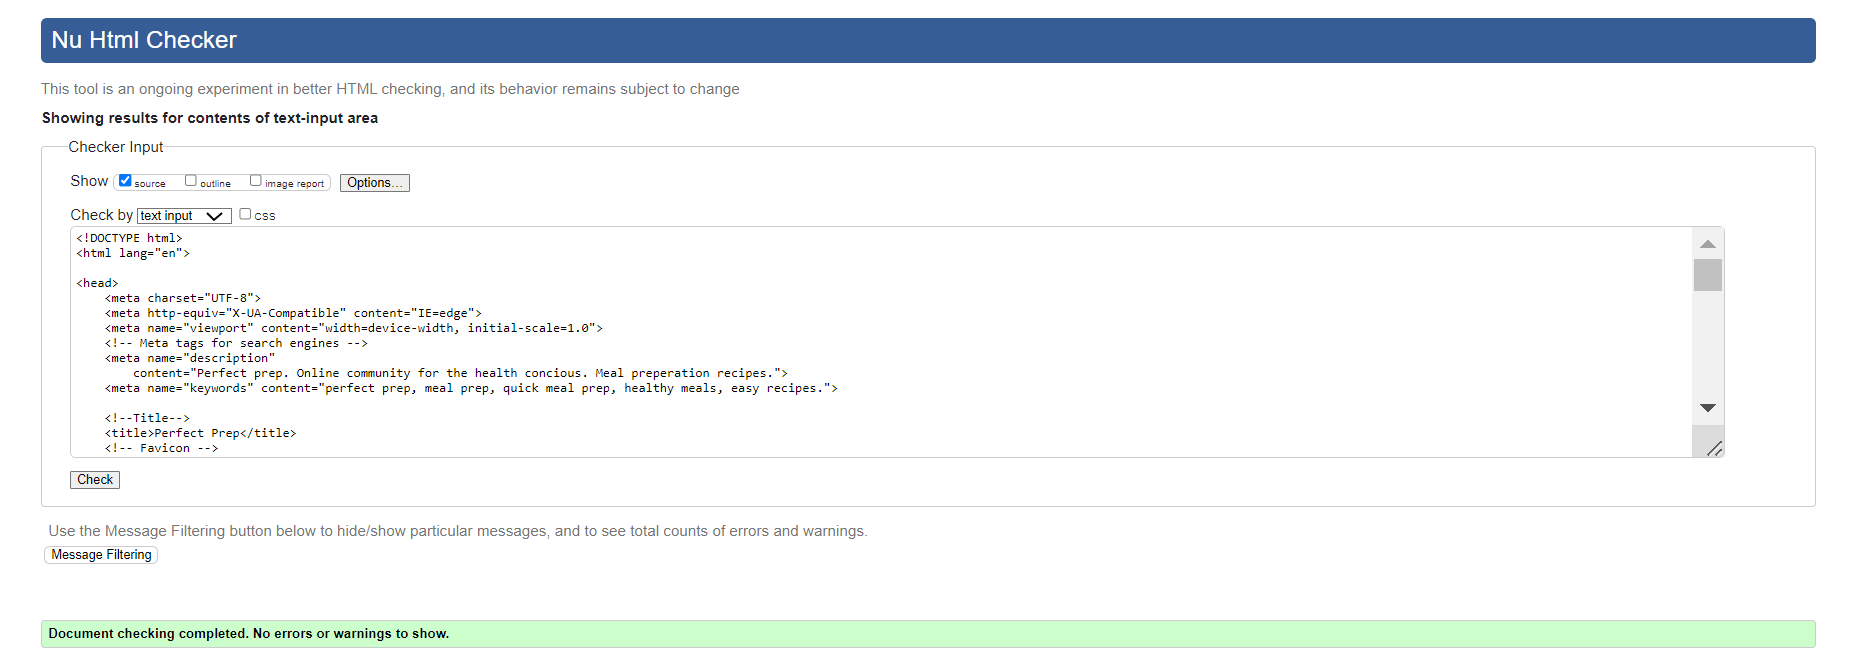 Nu Html Checker
This tool is an ongoing experiment in better HTML checking, and its behavior remains subject to change
Showing results for contents of text-input area
Checker Input
Show source outline image report Options...
Check by text input css
<!DOCTYPE html>
<html lang="en">
<head>
<meta charset="UTF-8">
<meta http-equiv="X-UA-Compatible" content="IE=edge">
<meta name="viewport" content="width=device-width, initial-scale=1.0">
<!-- Meta tags for search engines -->
<meta name="description"
content="Perfect prep. Online community for the health concious. Meal preperation recipes.">
<meta name="keywords" content="perfect prep, meal prep, quick meal prep, healthy meals, easy recipes.">
<!--Title-->
<title>Perfect Prep</title>
<!-- Favicon -->
Check
Use the Message Filtering button below to hide/show particular messages, and to see total counts of errors and warnings.
Message Filtering
Document checking completed. No errors or warnings to show.